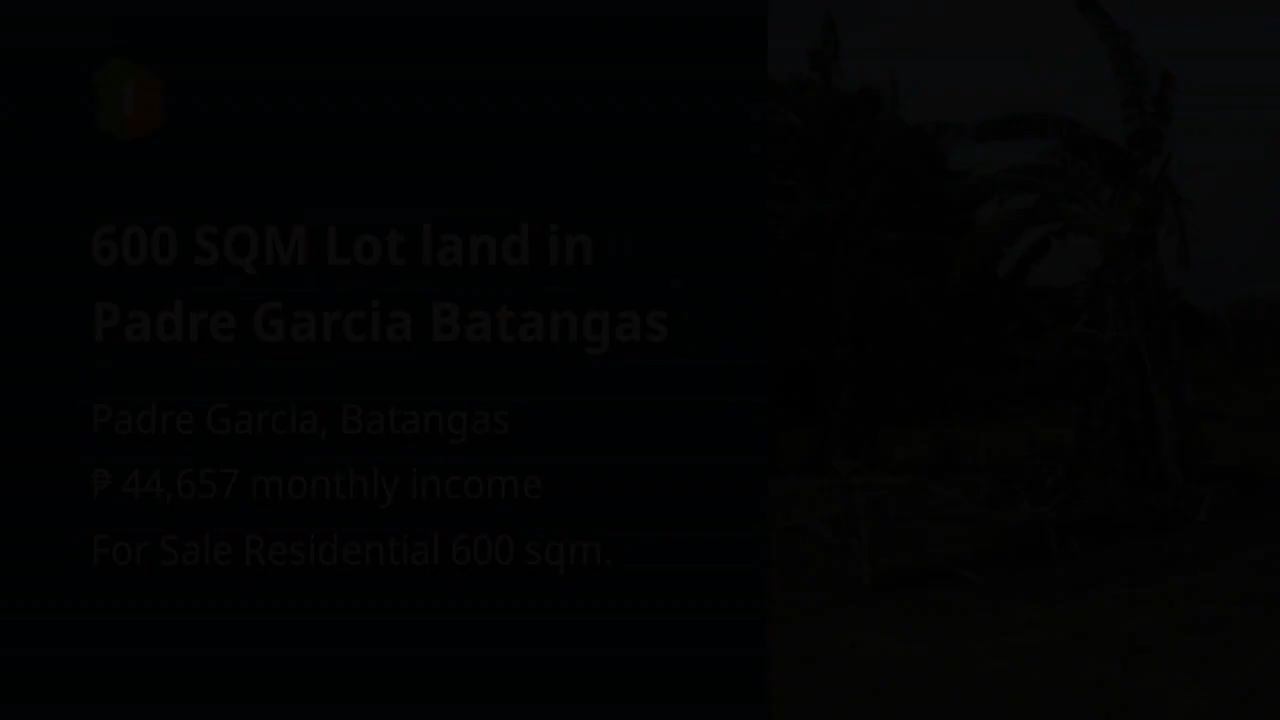 600 SQM Lot land in
Padre Garcia Batangas
Padre Garcia, Batangas
₱ 44,657 monthly income
For Sale Residential 600 sqm.